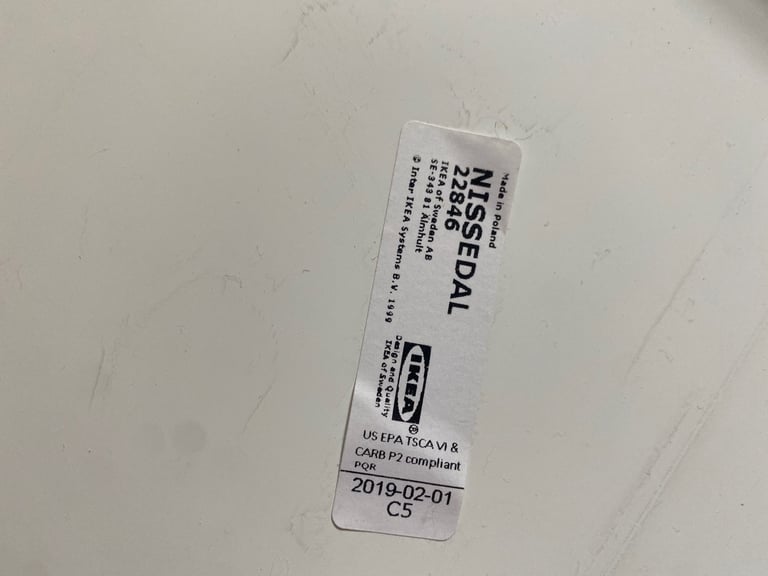 Made in Poland
NISSEDAL
22846
IKEA of Sweden AB
SE-343 81 Älmhult
© Inter IKEA Systems B.V. 1999
IKEA®
Design and Quality
IKEA of Sweden
US EPA TSCA VI &
CARB P2 compliant
PQR
2019-02-01
C5